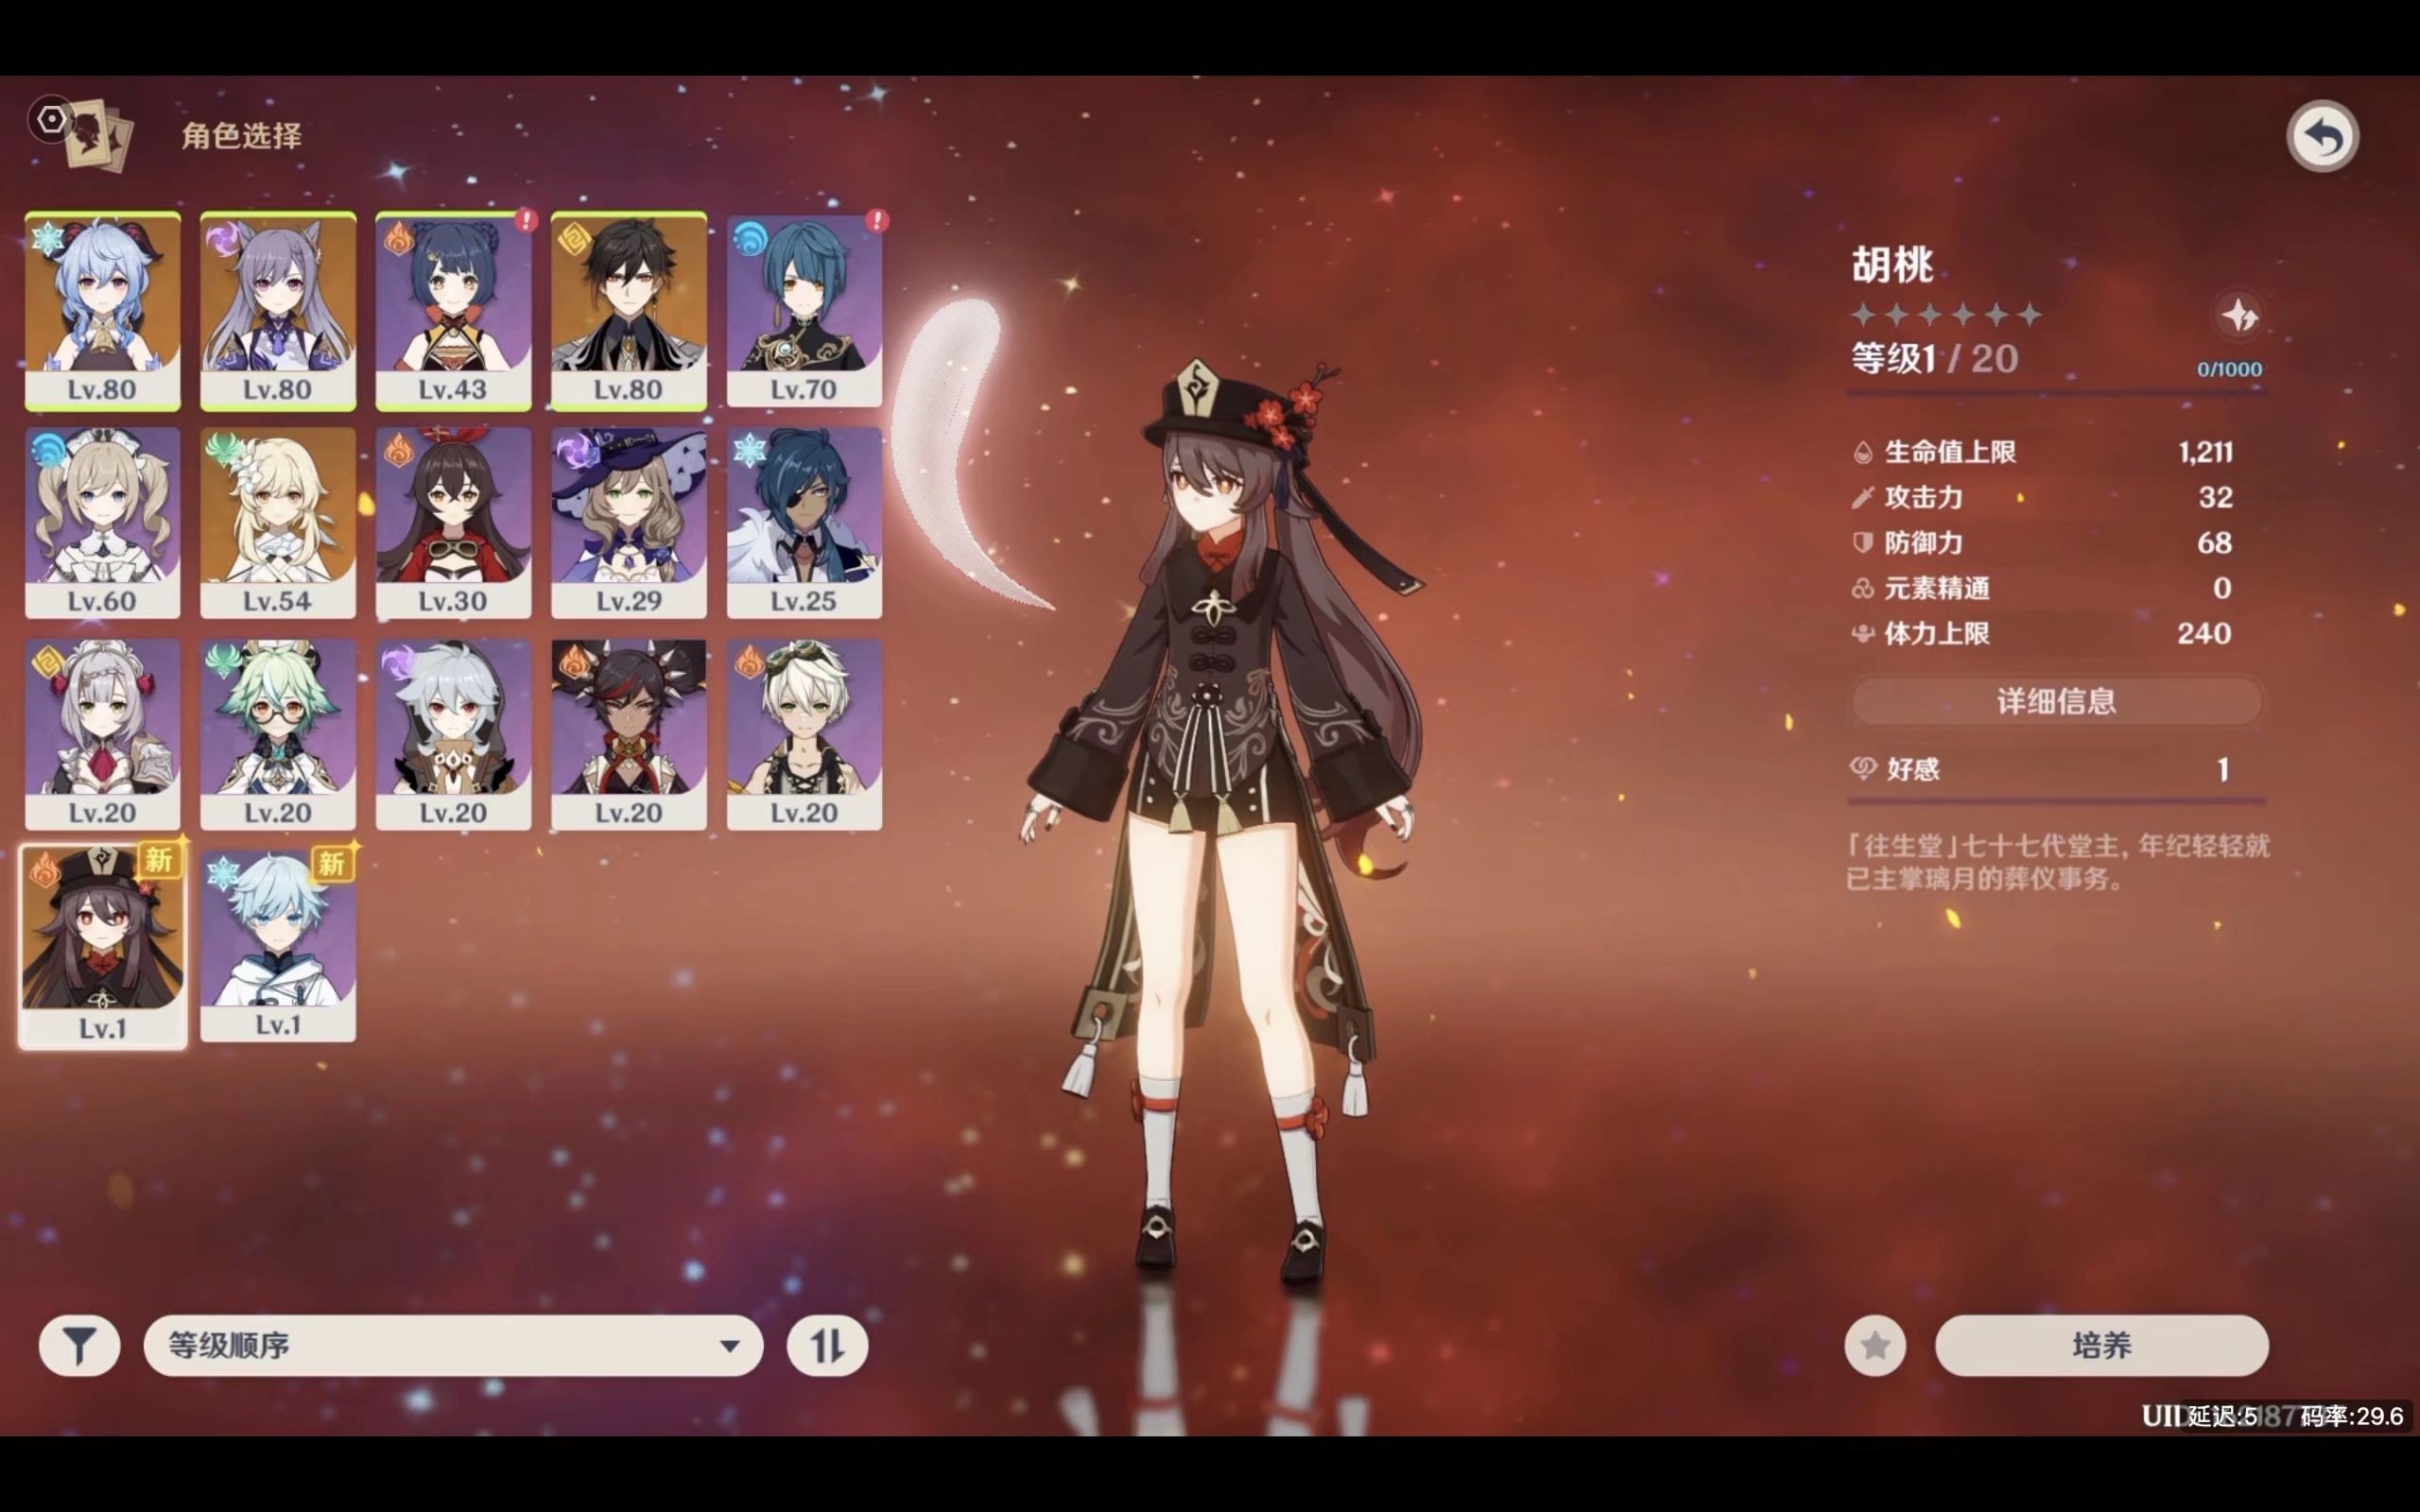 角色选择
Lv.80
Lv.80
Lv.43
Lv.80
Lv.70
Lv.60
Lv.54
Lv.30
Lv.29
Lv.25
Lv.20
Lv.20
Lv.20
Lv.20
Lv.20
新
Lv.1
新
Lv.1
等级顺序
胡桃
等级1 / 20
0/1000
生命值上限 1,211
攻击力 32
防御力 68
元素精通 0
体力上限 240
详细信息
好感 1
「往生堂」七十七代堂主,年纪轻轻就
已主掌璃月的葬仪事务。
培养
延迟:5 码率:29.6